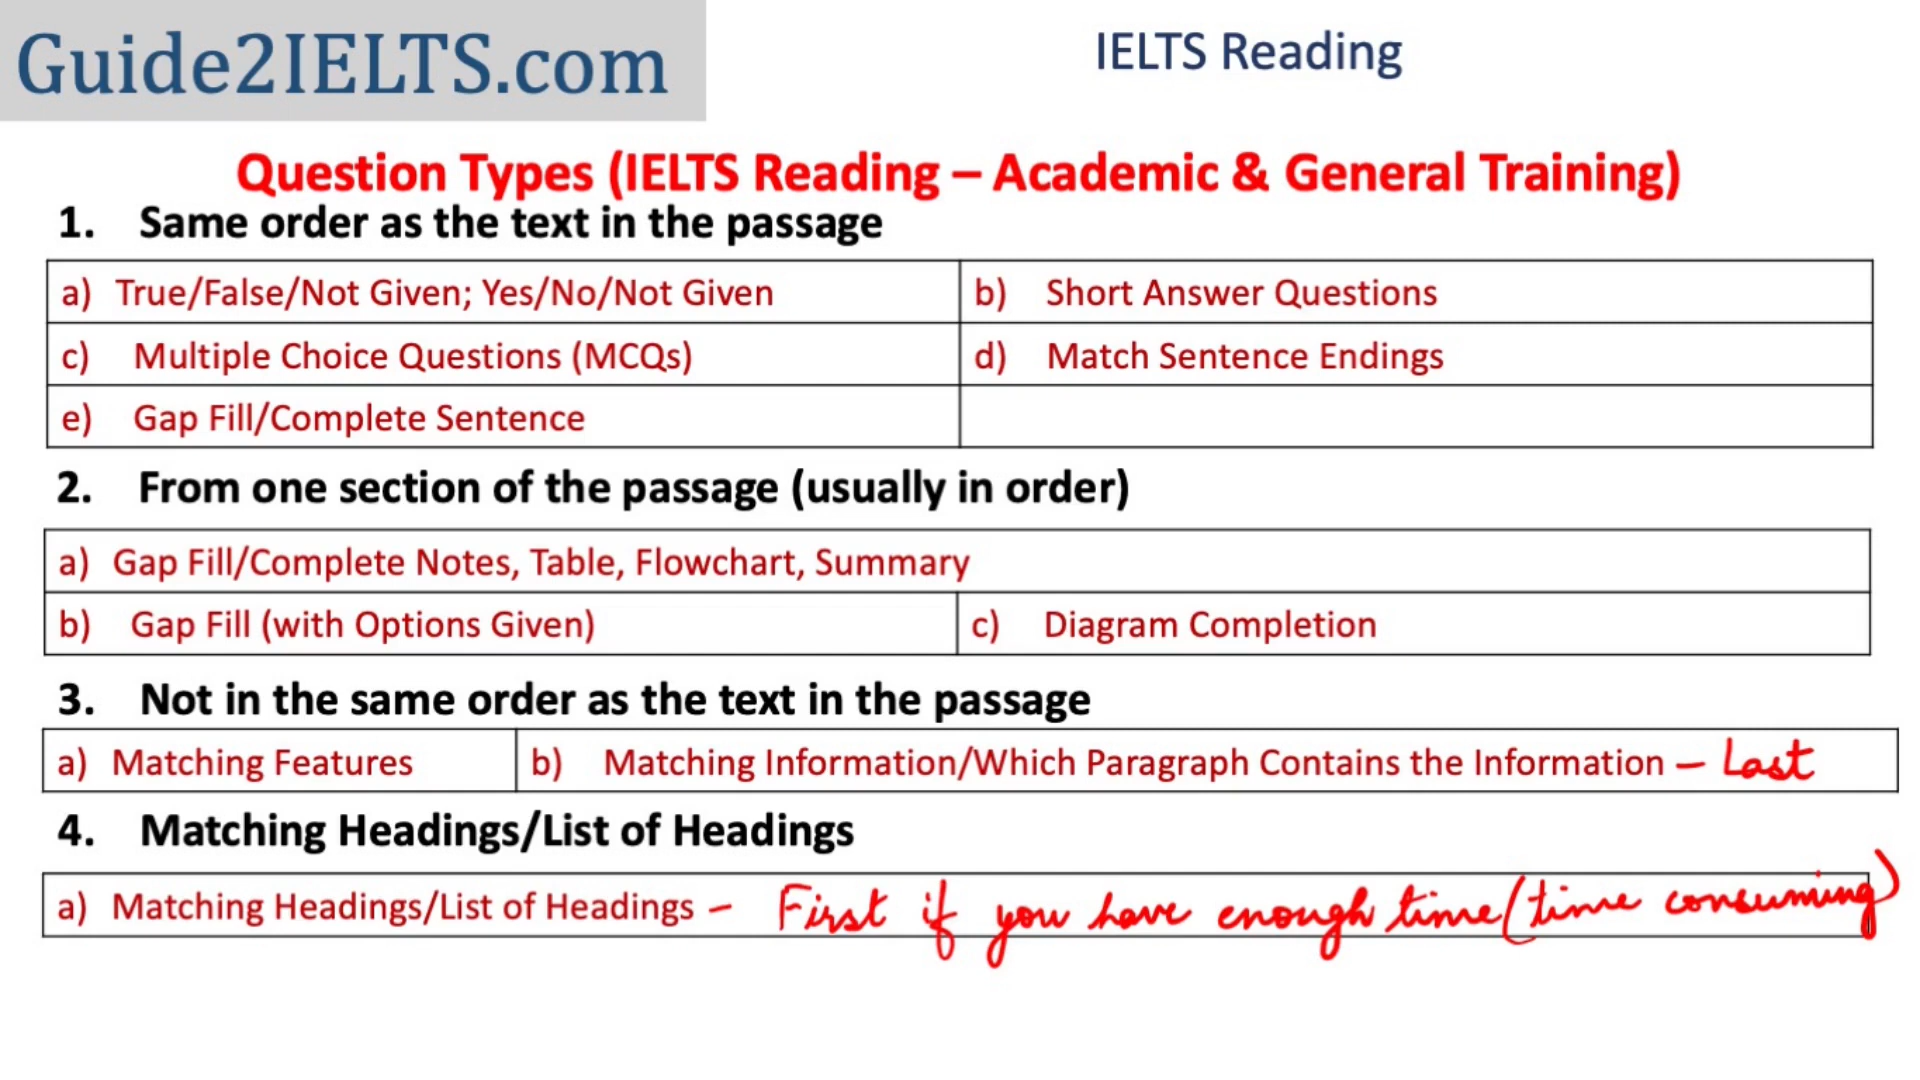 Guide2IELTS.com
IELTS Reading
Question Types (IELTS Reading – Academic & General Training)
1. Same order as the text in the passage
a) True/False/Not Given; Yes/No/Not Given
b) Short Answer Questions
c) Multiple Choice Questions (MCQs)
d) Match Sentence Endings
e) Gap Fill/Complete Sentence
2. From one section of the passage (usually in order)
a) Gap Fill/Complete Notes, Table, Flowchart, Summary
b) Gap Fill (with Options Given)
c) Diagram Completion
3. Not in the same order as the text in the passage
a) Matching Features
b) Matching Information/Which Paragraph Contains the Information – Last
4. Matching Headings/List of Headings
a) Matching Headings/List of Headings – First if you have enough time (time consuming)